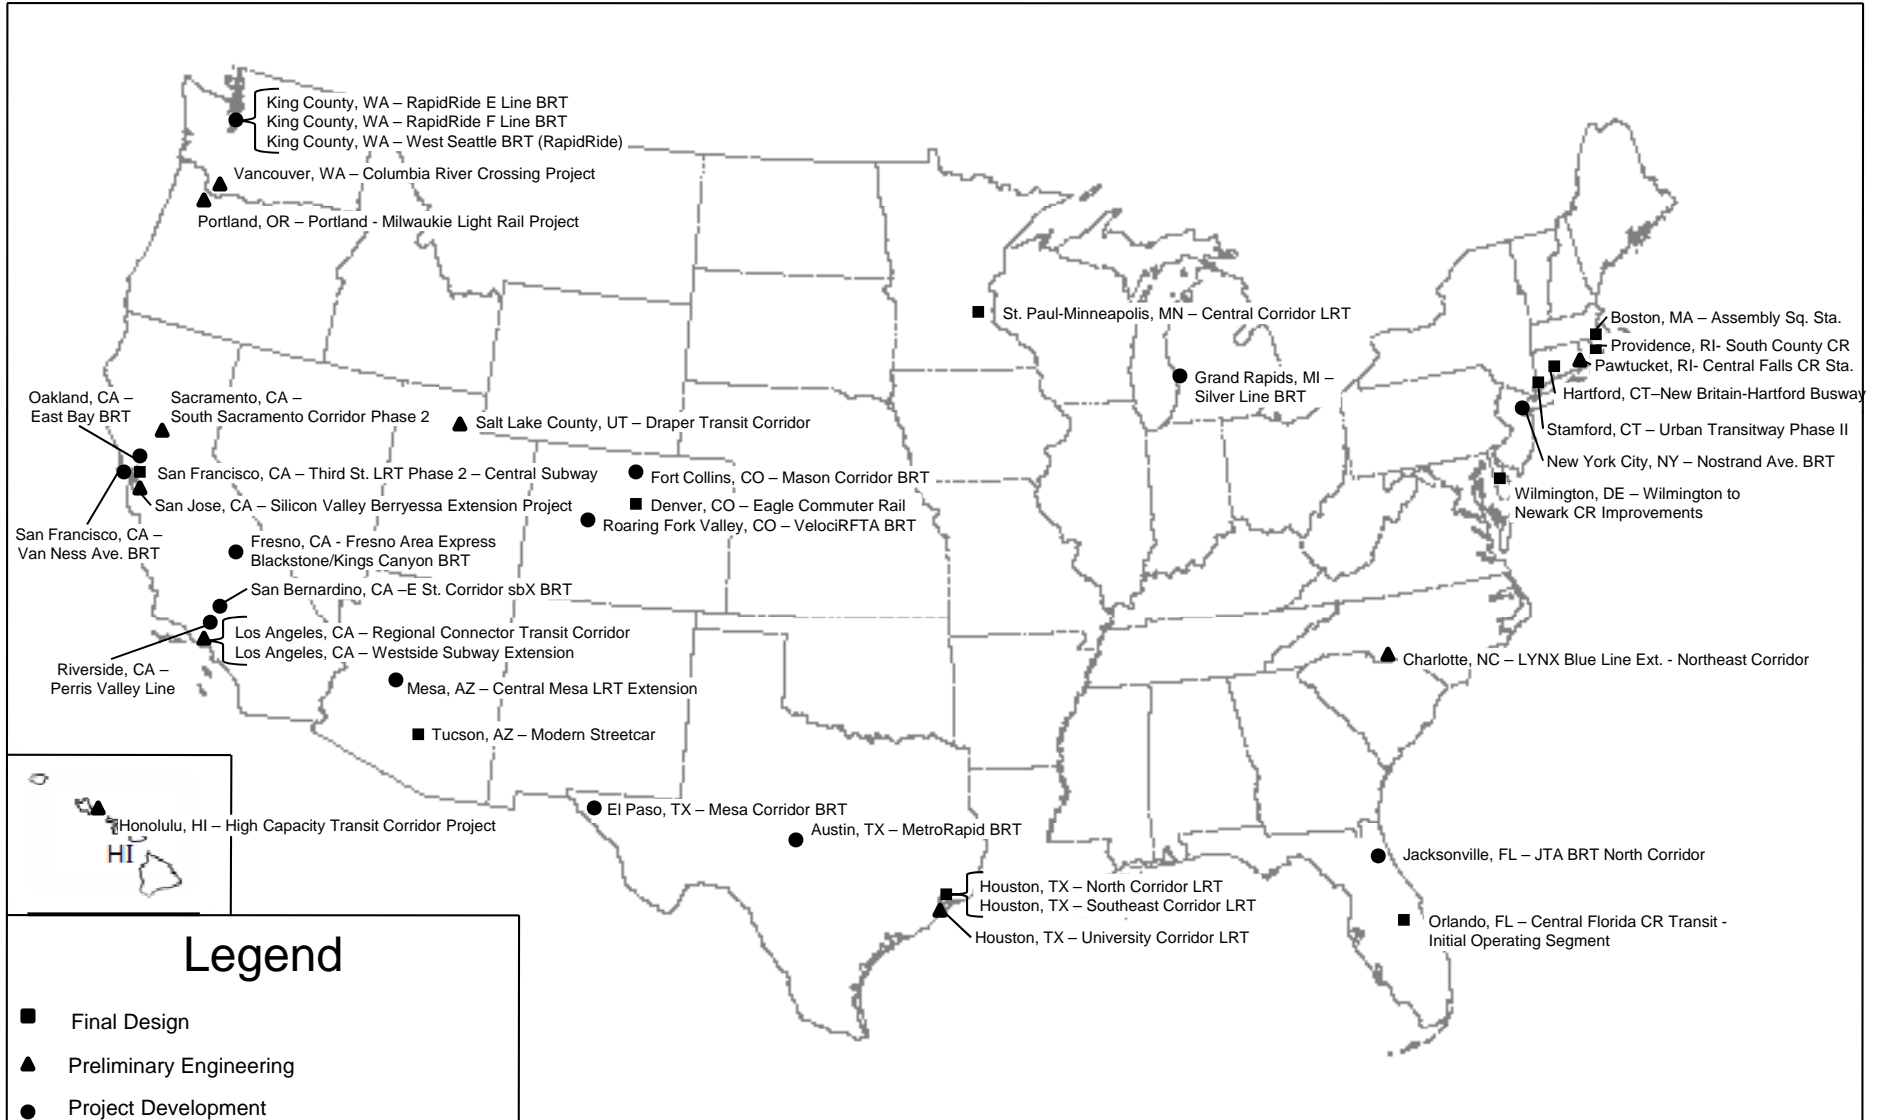 King County, WA – RapidRide E Line BRT
King County, WA – RapidRide F Line BRT
King County, WA – West Seattle BRT (RapidRide)
Vancouver, WA – Columbia River Crossing Project
Portland, OR – Portland - Milwaukie Light Rail Project
St. Paul-Minneapolis, MN – Central Corridor LRT
Boston, MA – Assembly Sq. Sta.
Providence, RI- South County CR
Pawtucket, RI- Central Falls CR Sta.
Grand Rapids, MI –
Silver Line BRT
Hartford, CT–New Britain-Hartford Busway
Oakland, CA –
East Bay BRT
Sacramento, CA –
South Sacramento Corridor Phase 2
Salt Lake County, UT – Draper Transit Corridor
Stamford, CT – Urban Transitway Phase II
New York City, NY – Nostrand Ave. BRT
San Francisco, CA – Third St. LRT Phase 2 – Central Subway
Fort Collins, CO – Mason Corridor BRT
San Jose, CA – Silicon Valley Berryessa Extension Project
Denver, CO – Eagle Commuter Rail
Roaring Fork Valley, CO – VelociRFTA BRT
Wilmington, DE – Wilmington to
Newark CR Improvements
San Francisco, CA –
Van Ness Ave. BRT
Fresno, CA - Fresno Area Express
Blackstone/Kings Canyon BRT
San Bernardino, CA –E St. Corridor sbX BRT
Los Angeles, CA – Regional Connector Transit Corridor
Los Angeles, CA – Westside Subway Extension
Riverside, CA –
Perris Valley Line
Charlotte, NC – LYNX Blue Line Ext. - Northeast Corridor
Mesa, AZ – Central Mesa LRT Extension
Tucson, AZ – Modern Streetcar
El Paso, TX – Mesa Corridor BRT
Austin, TX – MetroRapid BRT
Honolulu, HI – High Capacity Transit Corridor Project
HI
Jacksonville, FL – JTA BRT North Corridor
Houston, TX – North Corridor LRT
Houston, TX – Southeast Corridor LRT
Houston, TX – University Corridor LRT
Orlando, FL – Central Florida CR Transit -
Initial Operating Segment
Legend
Final Design
Preliminary Engineering
Project Development